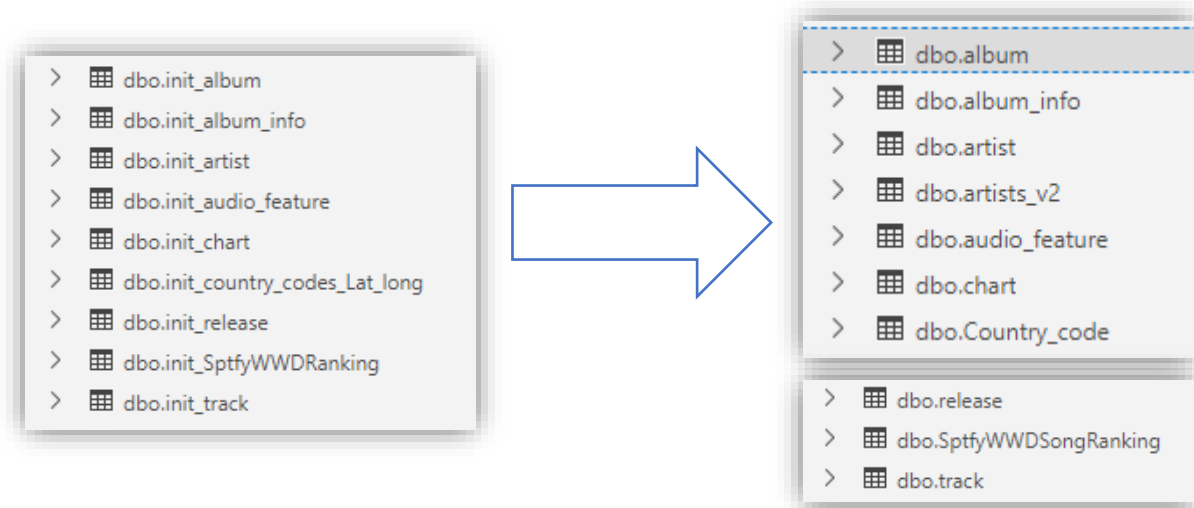 dbo.init_album
dbo.init_album_info
dbo.init_artist
dbo.init_audio_feature
dbo.init_chart
dbo.init_country_codes_Lat_long
dbo.init_release
dbo.init_SptfyWWDRanking
dbo.init_track
dbo.album
dbo.album_info
dbo.artist
dbo.artists_v2
dbo.audio_feature
dbo.chart
dbo.Country_code
dbo.release
dbo.SptfyWWDSongRanking
dbo.track